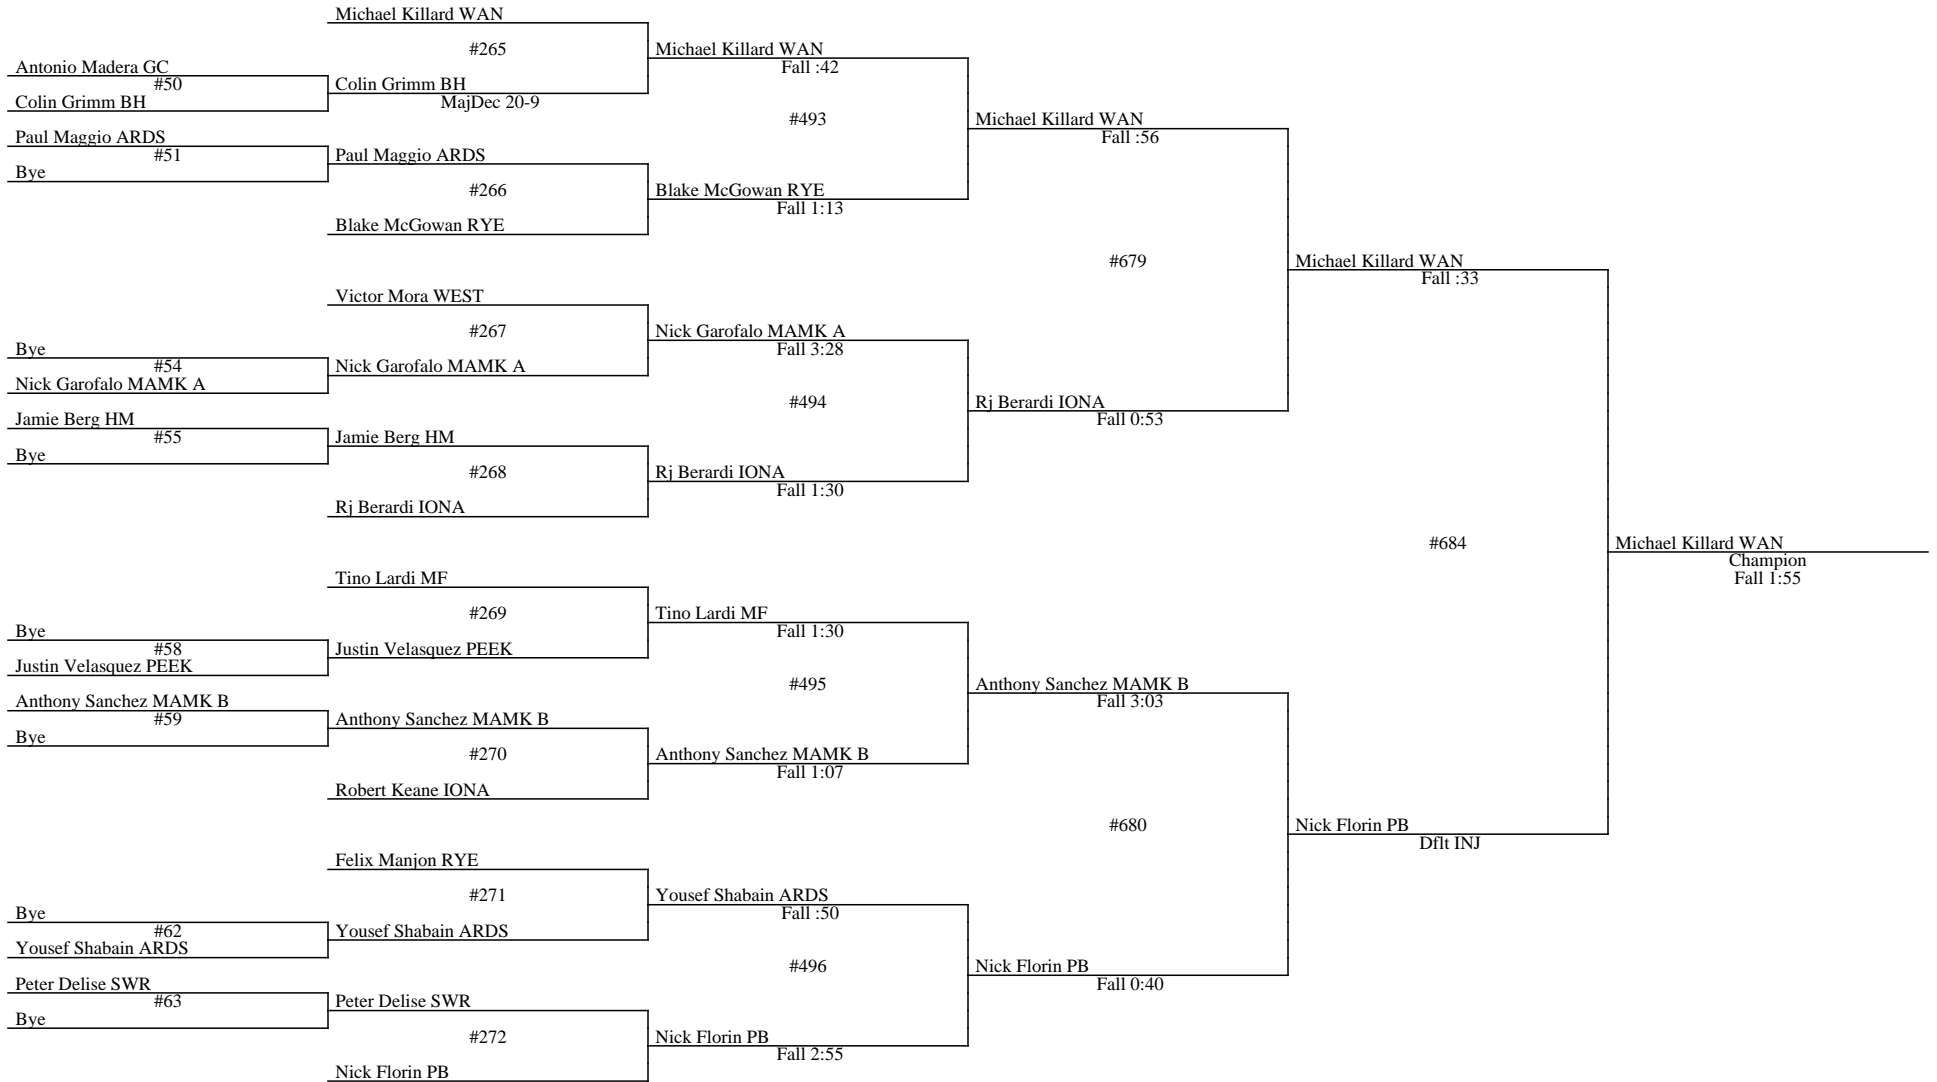 Michael Killard WAN
#265
Michael Killard WAN
Fall :42
Antonio Madera GC
#50
Colin Grimm BH
Colin Grimm BH
MajDec 20-9
#493
Michael Killard WAN
Fall :56
Paul Maggio ARDS
#51
Bye
Paul Maggio ARDS
#266
Blake McGowan RYE
Fall 1:13
Blake McGowan RYE
#679
Michael Killard WAN
Fall :33
Victor Mora WEST
#267
Nick Garofalo MAMK A
Fall 3:28
Bye
#54
Nick Garofalo MAMK A
Nick Garofalo MAMK A
#494
Rj Berardi IONA
Fall 0:53
Jamie Berg HM
#55
Bye
Jamie Berg HM
#268
Rj Berardi IONA
Fall 1:30
Rj Berardi IONA
#684
Michael Killard WAN
Champion
Fall 1:55
Tino Lardi MF
#269
Tino Lardi MF
Fall 1:30
Bye
#58
Justin Velasquez PEEK
Justin Velasquez PEEK
#495
Anthony Sanchez MAMK B
Fall 3:03
Anthony Sanchez MAMK B
#59
Bye
Anthony Sanchez MAMK B
#270
Anthony Sanchez MAMK B
Fall 1:07
Robert Keane IONA
#680
Nick Florin PB
Dflt INJ
Felix Manjon RYE
#271
Yousef Shabain ARDS
Fall :50
Bye
#62
Yousef Shabain ARDS
Yousef Shabain ARDS
#496
Nick Florin PB
Fall 0:40
Peter Delise SWR
#63
Bye
Peter Delise SWR
#272
Nick Florin PB
Fall 2:55
Nick Florin PB